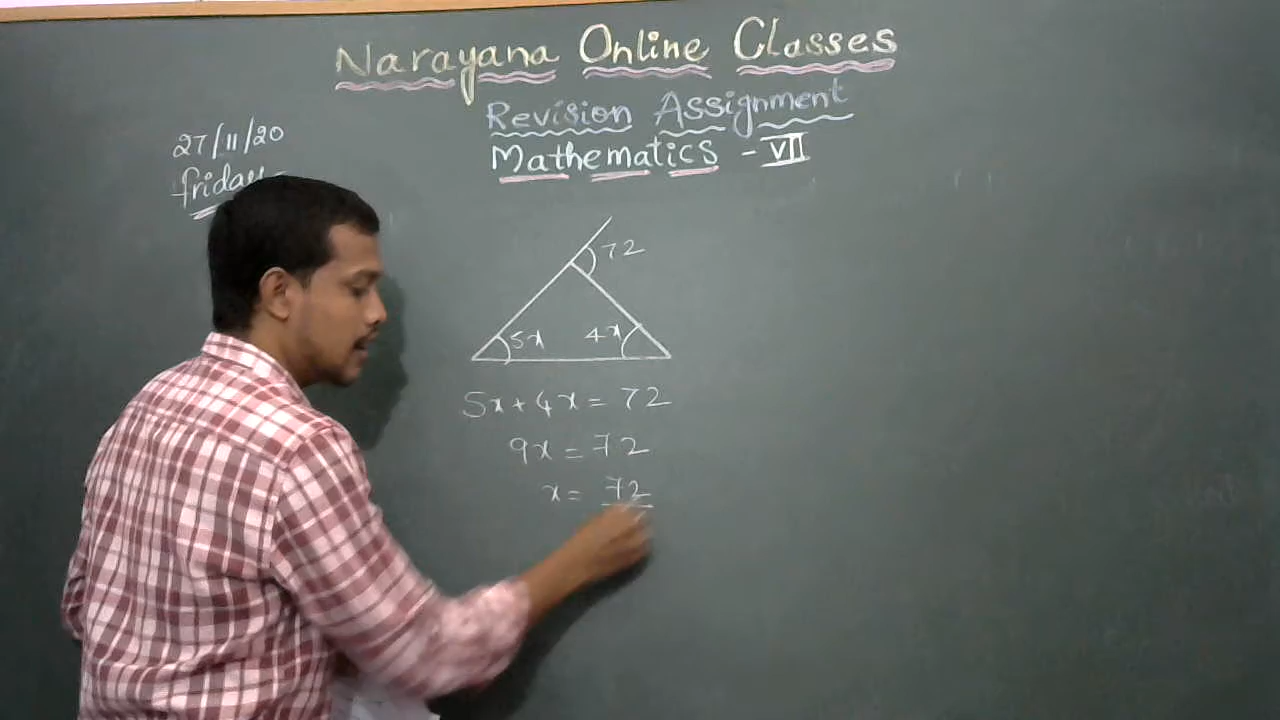 Narayana Online Classes
Revision Assignment
Mathematics - VII
27/11/20
friday
72
5x 4x
5x + 4x = 72
9x = 72
x = 72